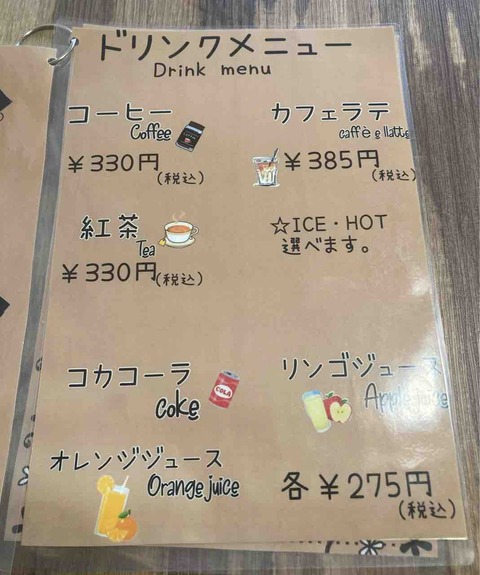 ドリンクメニュー
Drink menu
コーヒー
Coffee
￥330円
(税込)
カフェラテ
caffè e llatte
￥385円
(税込)
紅茶
Tea
￥330円
(税込)
☆ICE・HOT
選べます。
コカコーラ
coke
COLA
リンゴジュース
Apple juice
オレンジジュース
Orange juice
各￥275円
(税込)